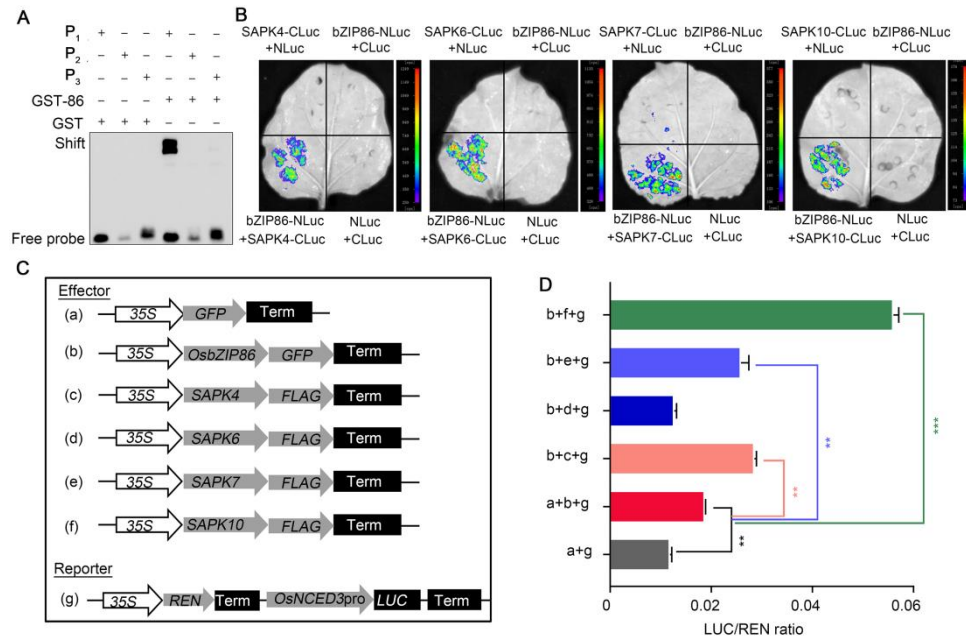 A
P1 + − − + − −
P2 − + − − + −
P3 − − + − − +
GST-86 − − − + + +
GST + + + − − −
Shift
Free probe
B
SAPK4-CLuc +NLuc
bZIP86-NLuc +CLuc
SAPK6-CLuc +NLuc
bZIP86-NLuc +CLuc
SAPK7-CLuc +NLuc
bZIP86-NLuc +CLuc
SAPK10-CLuc +NLuc
bZIP86-NLuc +CLuc
bZIP86-NLuc +SAPK4-CLuc
NLuc +CLuc
bZIP86-NLuc +SAPK6-CLuc
NLuc +CLuc
bZIP86-NLuc +SAPK7-CLuc
NLuc +CLuc
bZIP86-NLuc +SAPK10-CLuc
NLuc +CLuc
C
Effector
(a) 35S GFP Term
(b) 35S OsbZIP86 GFP Term
(c) 35S SAPK4 FLAG Term
(d) 35S SAPK6 FLAG Term
(e) 35S SAPK7 FLAG Term
(f) 35S SAPK10 FLAG Term
Reporter
(g) 35S REN Term OsNCED3pro LUC Term
D
b+f+g
b+e+g
b+d+g
b+c+g
a+b+g
a+g
**
**
**
***
0 0.02 0.04 0.06
LUC/REN ratio